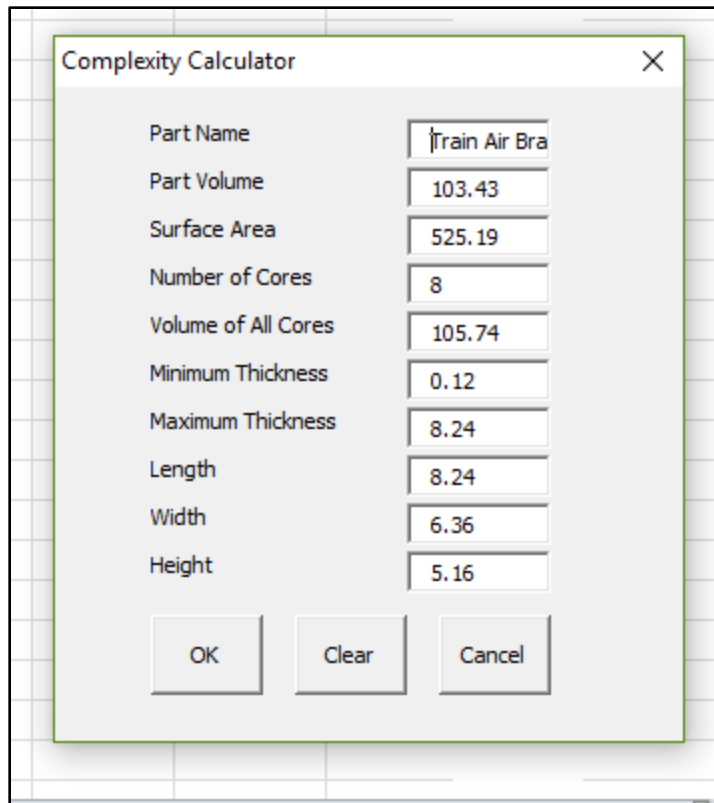 Complexity Calculator
Part Name Train Air Bra
Part Volume 103.43
Surface Area 525.19
Number of Cores 8
Volume of All Cores 105.74
Minimum Thickness 0.12
Maximum Thickness 8.24
Length 8.24
Width 6.36
Height 5.16
OK Clear Cancel